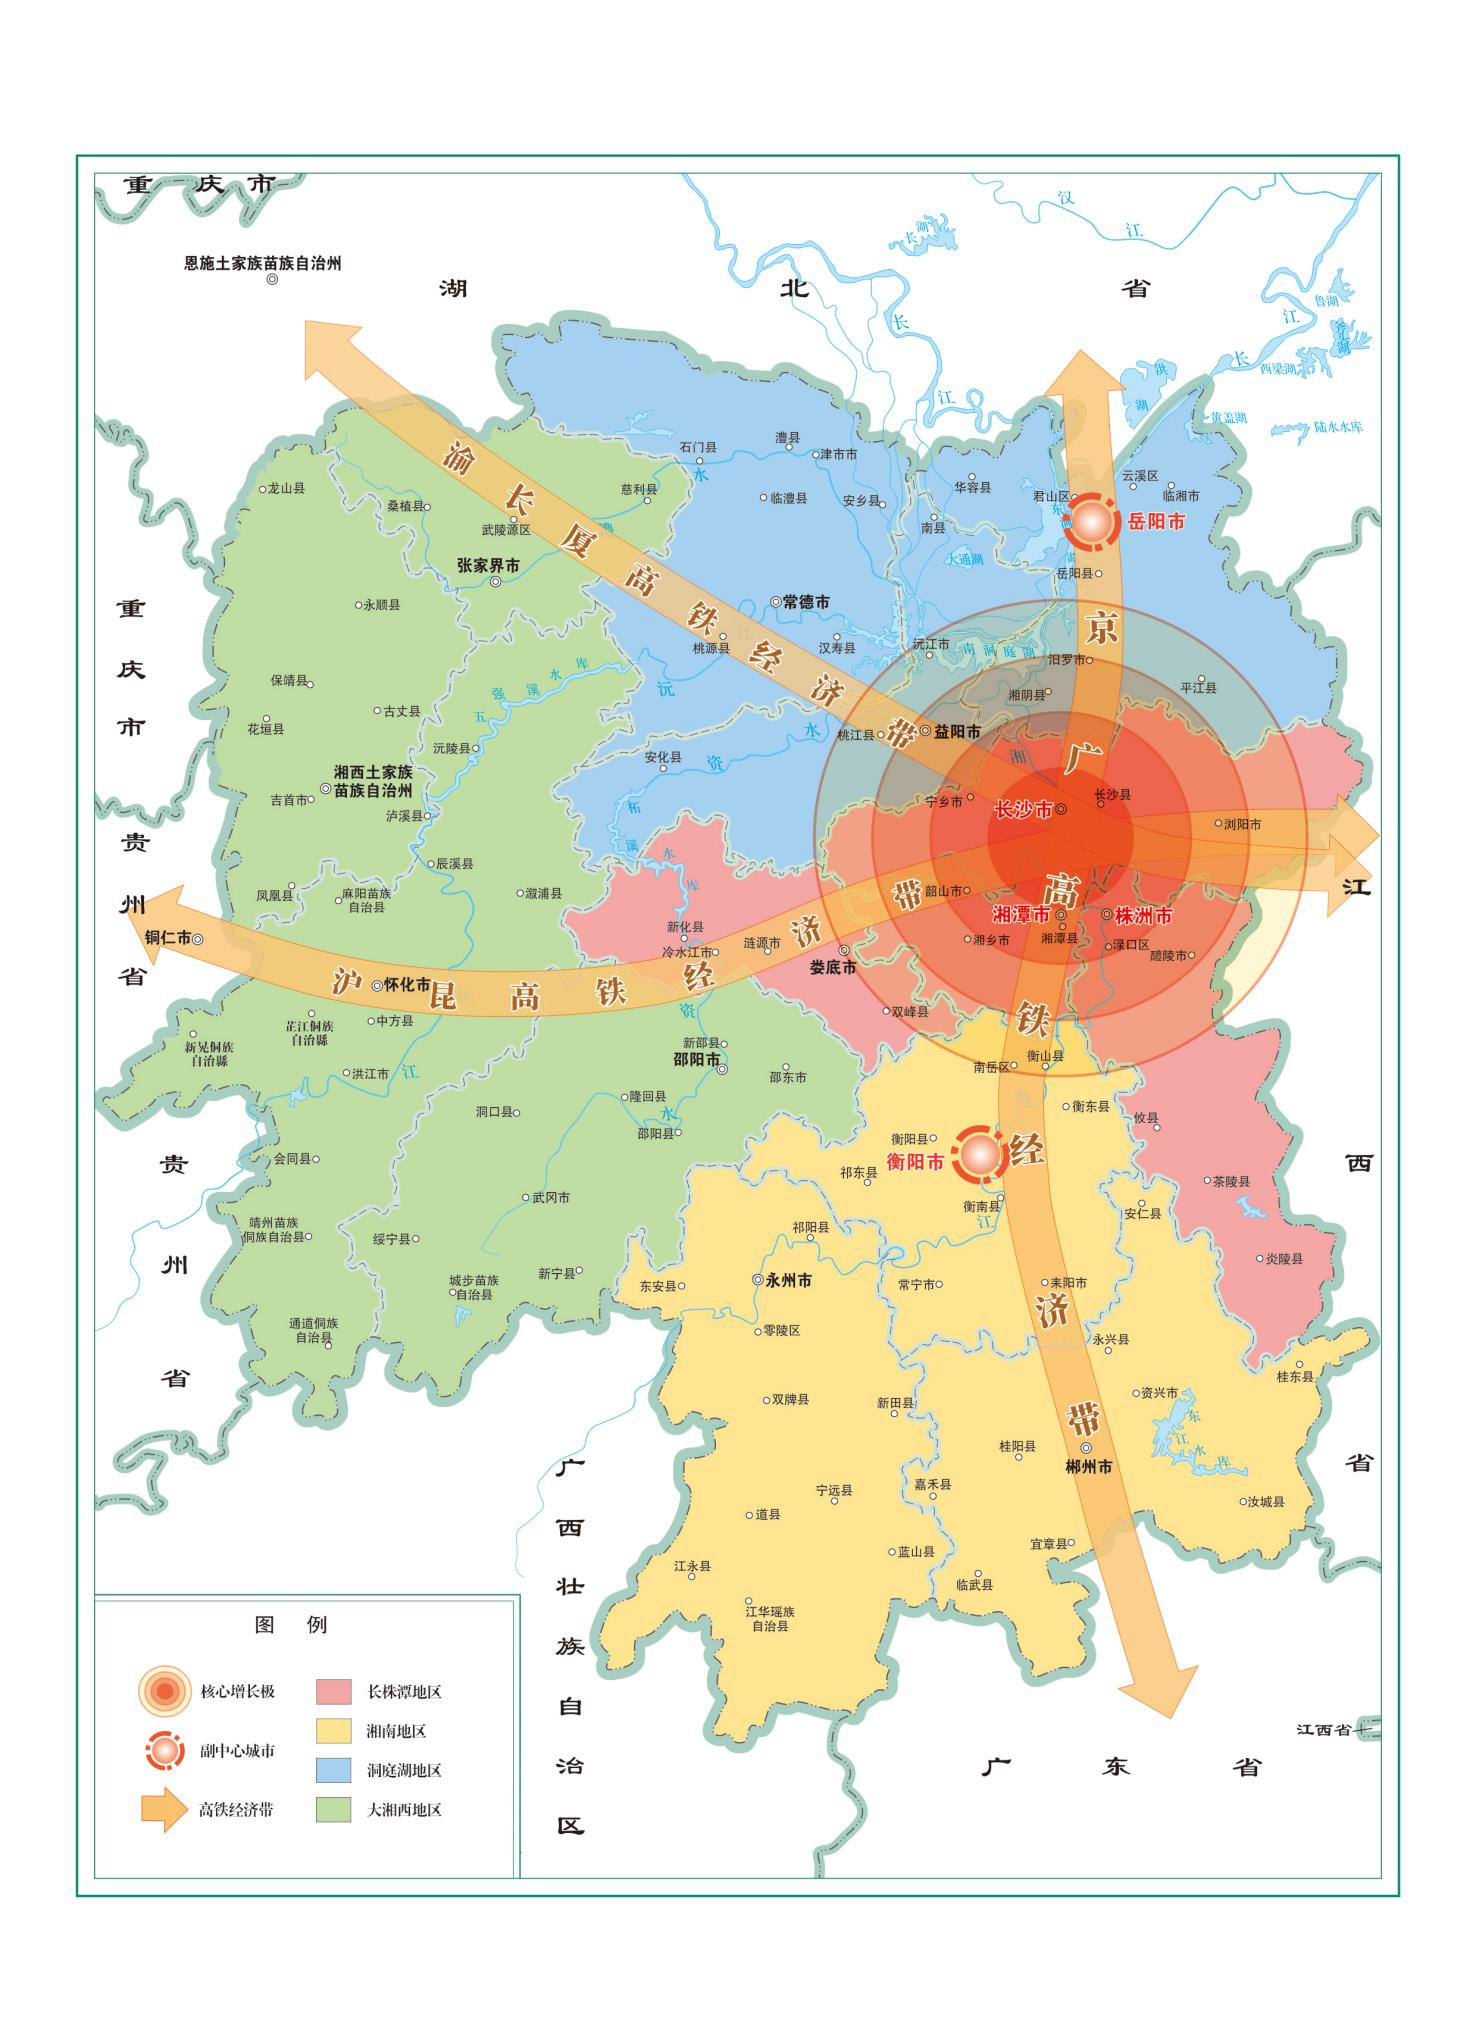 重庆市
恩施土家族苗族自治州
湖北省
汉江
长湖
长江
长江
鲁湖
斧头湖
西梁湖
洪湖
黄盖湖
陆水水库
渝长厦高铁经济带
石门县
澧县
津市市
水
慈利县
临澧县
安乡县
华容县
南县
君山区
云溪区
临湘市
岳阳市
东洞
湖
大通湖
岳阳县
龙山县
桑植县
武陵源区
张家界市
永顺县
常德市
桃源县
江
汉寿县
沅江市
南洞庭湖
汨罗市
湘阴县
平江县
京广高铁经济带
重庆市
保靖县
花垣县
古丈县
五强溪水库
沅
沅陵县
湘西土家族
苗族自治州
吉首市
泸溪县
安化县
资水
桃江县
益阳市
湘
柘溪水库
宁乡市
长沙市
长沙县
浏阳市
贵州省
凤凰县
麻阳苗族
自治县
辰溪县
溆浦县
铜仁市
新化县
冷水江市
涟源市
娄底市
韶山市
湘潭市
株洲市
湘潭县
湘乡市
渌口区
醴陵市
江西省
沪昆高铁经济带
怀化市
沅
中方县
芷江侗族
自治縣
新晃侗族
自治縣
洪江市
江
资
新邵县
邵阳市
邵东市
双峰县
隆回县
洞口县
水
邵阳县
南岳区
衡山县
湘
衡东县
攸县
衡阳县
衡阳市
祁东县
衡南县
江
茶陵县
安仁县
炎陵县
贵州省
会同县
靖州苗族
侗族自治县
武冈市
绥宁县
城步苗族
自治县
新宁县
通道侗族
自治县
祁阳县
东安县
永州市
零陵区
常宁市
耒阳市
永兴县
桂东县
双牌县
新田县
资兴市
东江水库
桂阳县
郴州市
宁远县
嘉禾县
道县
汝城县
宜章县
蓝山县
临武县
江永县
江华瑶族
自治县
广西壮族自治区
广东省
江西省
图例
核心增长极
副中心城市
高铁经济带
长株潭地区
湘南地区
洞庭湖地区
大湘西地区